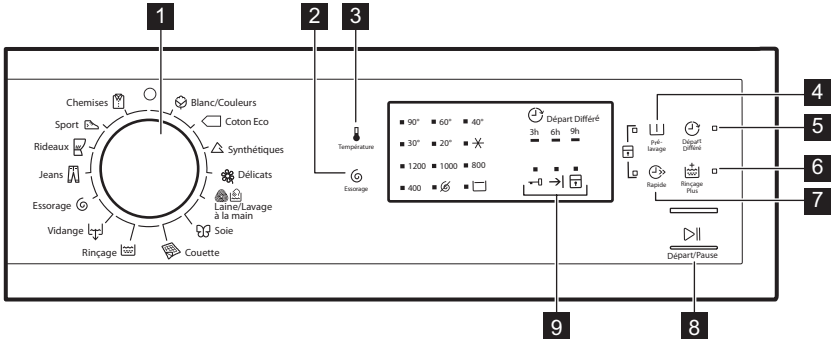 1
2
3
4
5
6
7
8
9
Chemises
Sport
Rideaux
Jeans
Essorage
Vidange
Rinçage
Blanc/Couleurs
Coton Eco
Synthétiques
Délicats
Laine/Lavage
à la main
Soie
Couette
Température
Essorage
90° 60° 40°
30° 20°
1200 1000 800
400
Départ Différé
3h 6h 9h
Pré-
lavage
Départ
Différé
Rapide
Rinçage
Plus
Départ/Pause